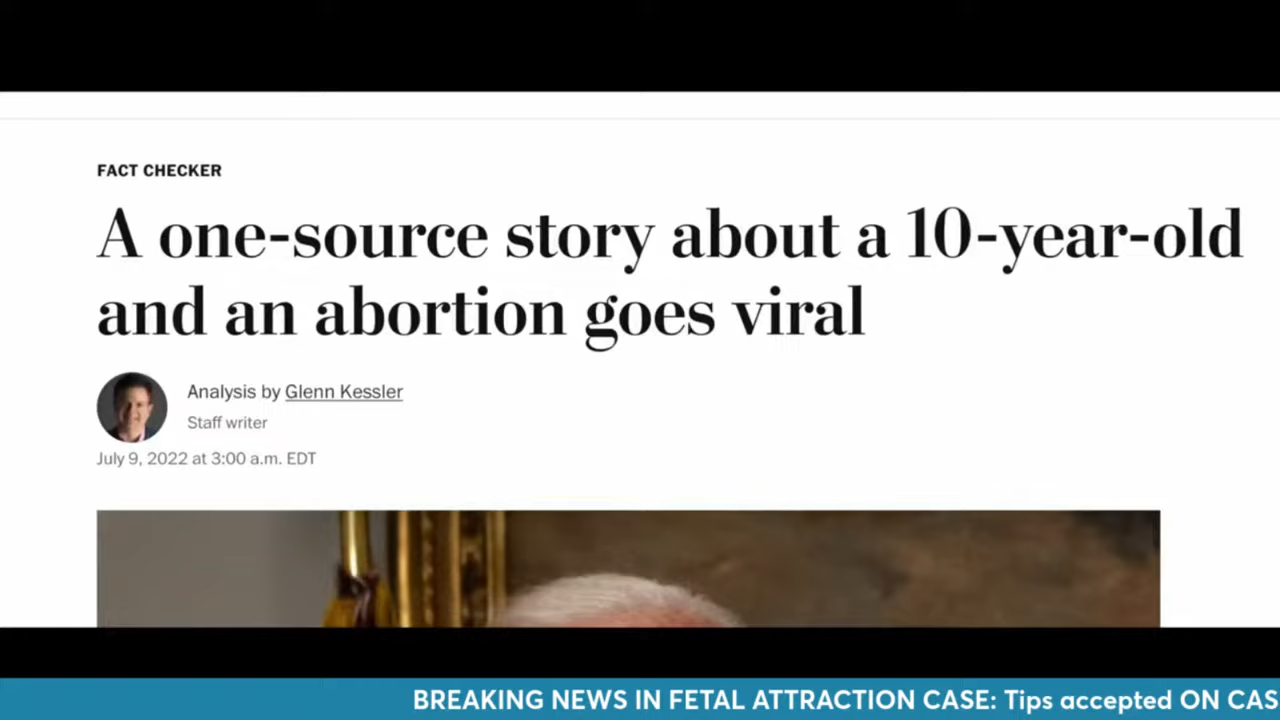 FACT CHECKER
A one-source story about a 10-year-old
and an abortion goes viral
Analysis by Glenn Kessler
Staff writer
July 9, 2022 at 3:00 a.m. EDT
BREAKING NEWS IN FETAL ATTRACTION CASE: Tips accepted ON CAS